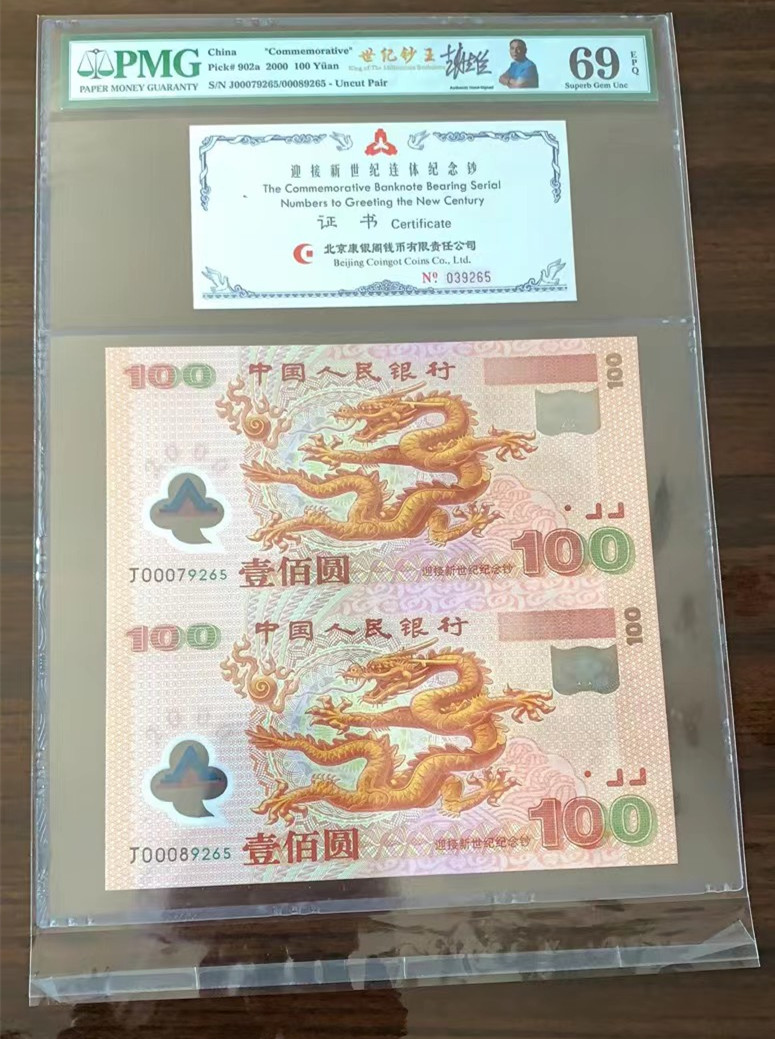 PMG
PAPER MONEY GUARANTY
China "Commemorative"
Pick# 902a 2000 100 Yüan
S/N J00079265/00089265 - Uncut Pair
世纪钞王
King of The Millennium Banknotes
69
EPQ
Superb Gem Unc
迎接新世纪连体纪念钞
The Commemorative Banknote Bearing Serial
Numbers to Greeting the New Century
证 书 Certificate
北京康银阁钱币有限责任公司
Beijing Coingot Coins Co., Ltd.
Nº. 039265
100 中国人民银行 100
2000
100
J00079265 壹佰圆 迎接新世纪纪念钞
100 中国人民银行 100
100
J00089265 壹佰圆 迎接新世纪纪念钞